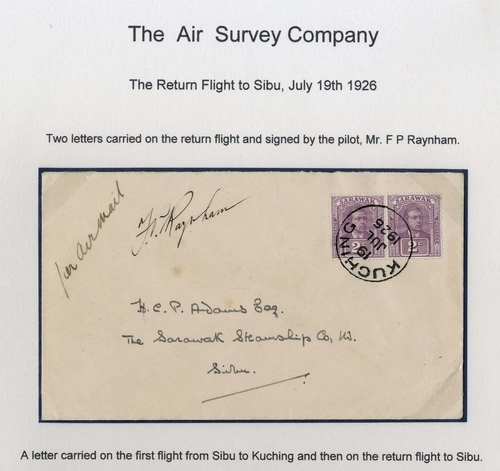 The Air Survey Company
The Return Flight to Sibu, July 19th 1926
Two letters carried on the return flight and signed by the pilot, Mr. F P Raynham.
per air mail
F. Raynham
SARAWAK SARAWAK
2c 2c
KUCHING
19
JUL
1926
H.C.P. Adams Esq.
The Sarawak Steamship Co, 
Sibu.
A letter carried on the first flight from Sibu to Kuching and then on the return flight to Sibu.